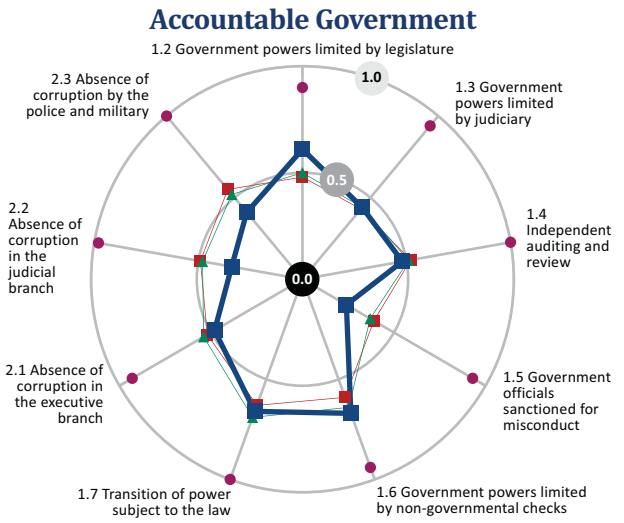 Accountable Government
1.2 Government powers limited by legislature
1.0
1.3 Government
powers limited
by judiciary
0.5
1.4
Independent
auditing and
review
0.0
1.5 Government
officials
sanctioned for
misconduct
1.6 Government powers limited
by non-governmental checks
1.7 Transition of power
subject to the law
2.1 Absence of
corruption in
the executive
branch
2.2
Absence of
corruption
in the
judicial
branch
2.3 Absence of
corruption by the
police and military